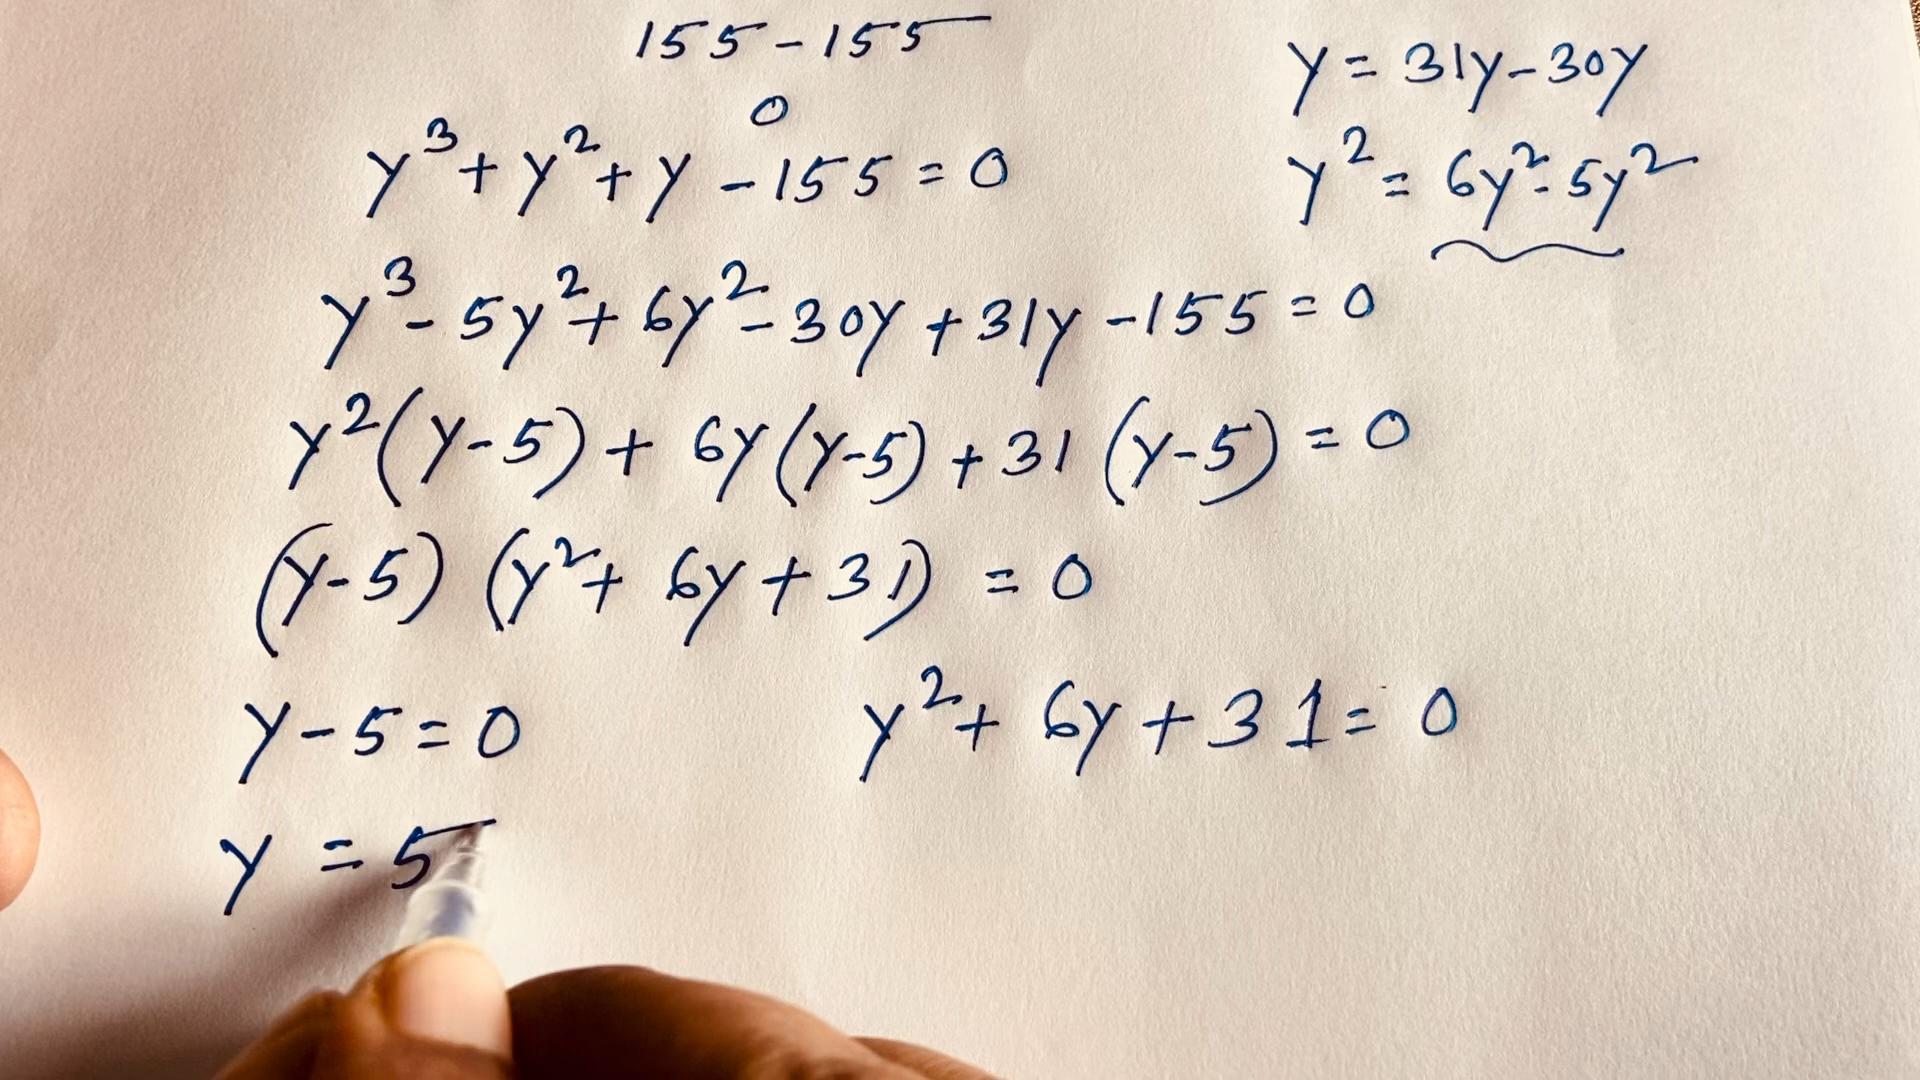 155-155
0
y³+y²+y-155=0
y=31y-30y
y²=6y²-5y²
y³-5y²+6y²-30y+31y-155=0
y²(y-5)+6y(y-5)+31(y-5)=0
(y-5)(y²+6y+31)=0
y-5=0
y²+6y+31=0
y=5